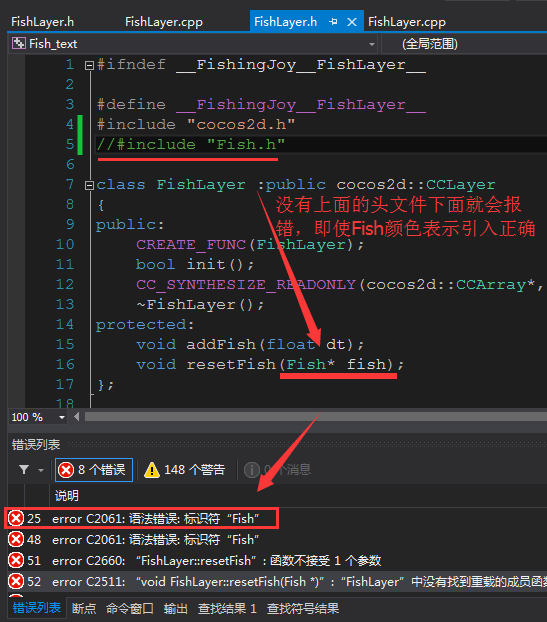 FishLayer.h FishLayer.cpp FishLayer.h FishLayer.cpp
Fish_text (全局范围)
1 #ifndef __FishingJoy__FishLayer__
2
3 #define __FishingJoy__FishLayer__
4 #include "cocos2d.h"
5 //#include "Fish.h"
6
7 class FishLayer :public cocos2d::CCLayer
没有上面的头文件下面就会报
8 {
错，即使Fish颜色表示引入正确
9 public:
10 CREATE_FUNC(FishLayer);
11 bool init();
12 CC_SYNTHESIZE_READONLY(cocos2d::CCArray*,
13 ~FishLayer();
14 protected:
15 void addFish(float dt);
16 void resetFish(Fish* fish);
17 };
18
100 %
错误列表
8 个错误 148 个警告 0 个消息
说明
25 error C2061: 语法错误: 标识符“Fish”
48 error C2061: 语法错误: 标识符“Fish”
51 error C2660: “FishLayer::resetFish”: 函数不接受 1 个参数
52 error C2511: “void FishLayer::resetFish(Fish *)”: “FishLayer”中没有找到重载的成员函
错误列表 断点 命令窗口 输出 查找结果 1 查找符号结果